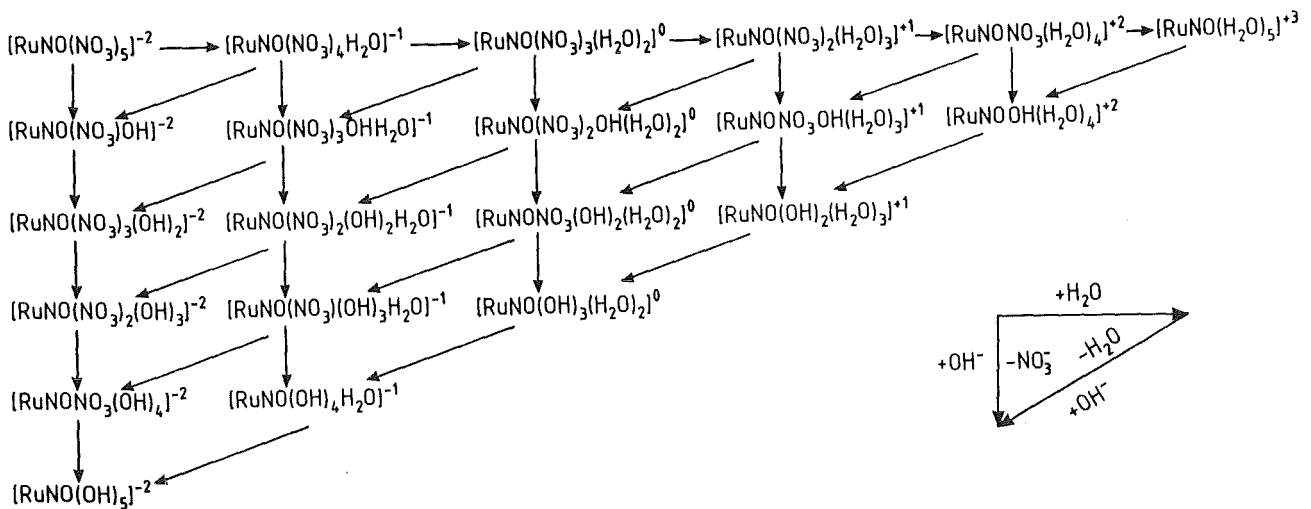 [RuNO(NO₃)₅]⁻² [RuNO(NO₃)₄H₂O]⁻¹ [RuNO(NO₃)₃(H₂O)₂]⁰ [RuNO(NO₃)₂(H₂O)₃]⁺¹ [RuNONO₃(H₂O)₄]⁺² [RuNO(H₂O)₅]⁺³
[RuNO(NO₃)OH]⁻² [RuNO(NO₃)₃OHH₂O]⁻¹ [RuNO(NO₃)₂OH(H₂O)₂]⁰ [RuNONO₃OH(H₂O)₃]⁺¹ [RuNOOH(H₂O)₄]⁺²
[RuNO(NO₃)₃(OH)₂]⁻² [RuNO(NO₃)₂(OH)₂H₂O]⁻¹ [RuNONO₃(OH)₂(H₂O)₂]⁰ [RuNO(OH)₂(H₂O)₃]⁺¹
[RuNO(NO₃)₂(OH)₃]⁻² [RuNO(NO₃)(OH)₃H₂O]⁻¹ [RuNO(OH)₃(H₂O)₂]⁰
+H₂O
+OH⁻ -NO₃⁻ -H₂O
+OH⁻
[RuNONO₃(OH)₄]⁻² [RuNO(OH)₄H₂O]⁻¹
[RuNO(OH)₅]⁻²